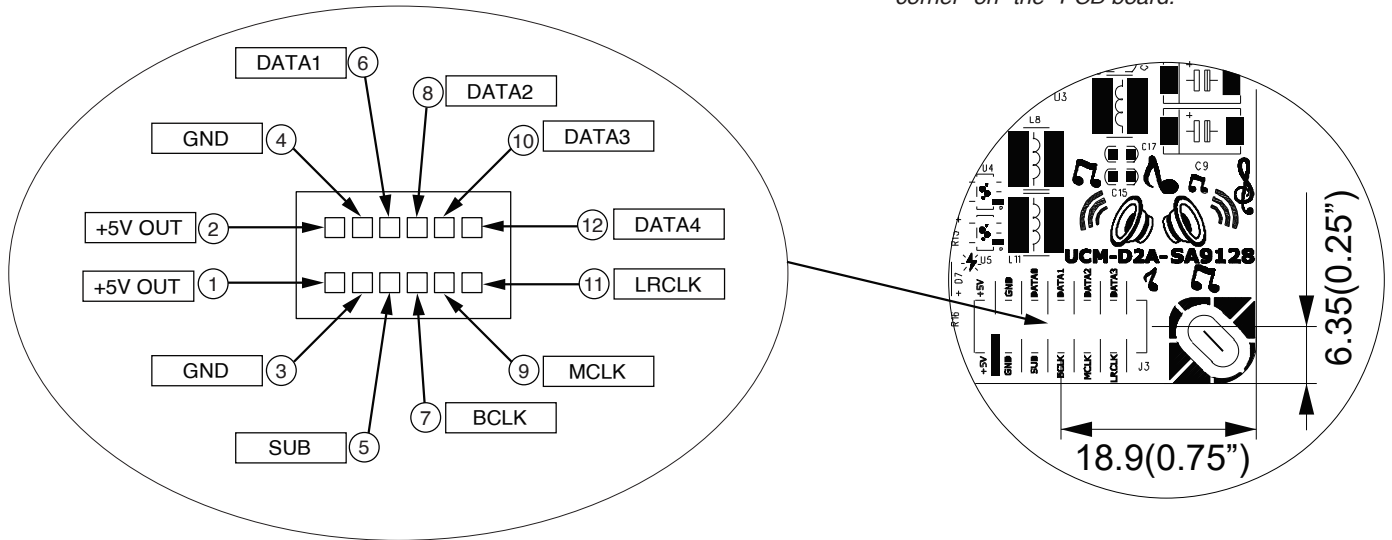 corner on the PCB board.
DATA1 6
8 DATA2
GND 4
10 DATA3
+5V OUT 2
12 DATA4
+5V OUT 1
11 LRCLK
GND 3
9 MCLK
7 BCLK
SUB 5
U3
L8
C17
U4
C9
C15
R15 +
U5
L11
UCM-D2A-SA9128
+ D7
R16
+5V GND DATA0 DATA1 DATA2 DATA3
+5V GND SUB BCLK MCLK LRCLK
J3
6.35(0.25”)
18.9(0.75”)